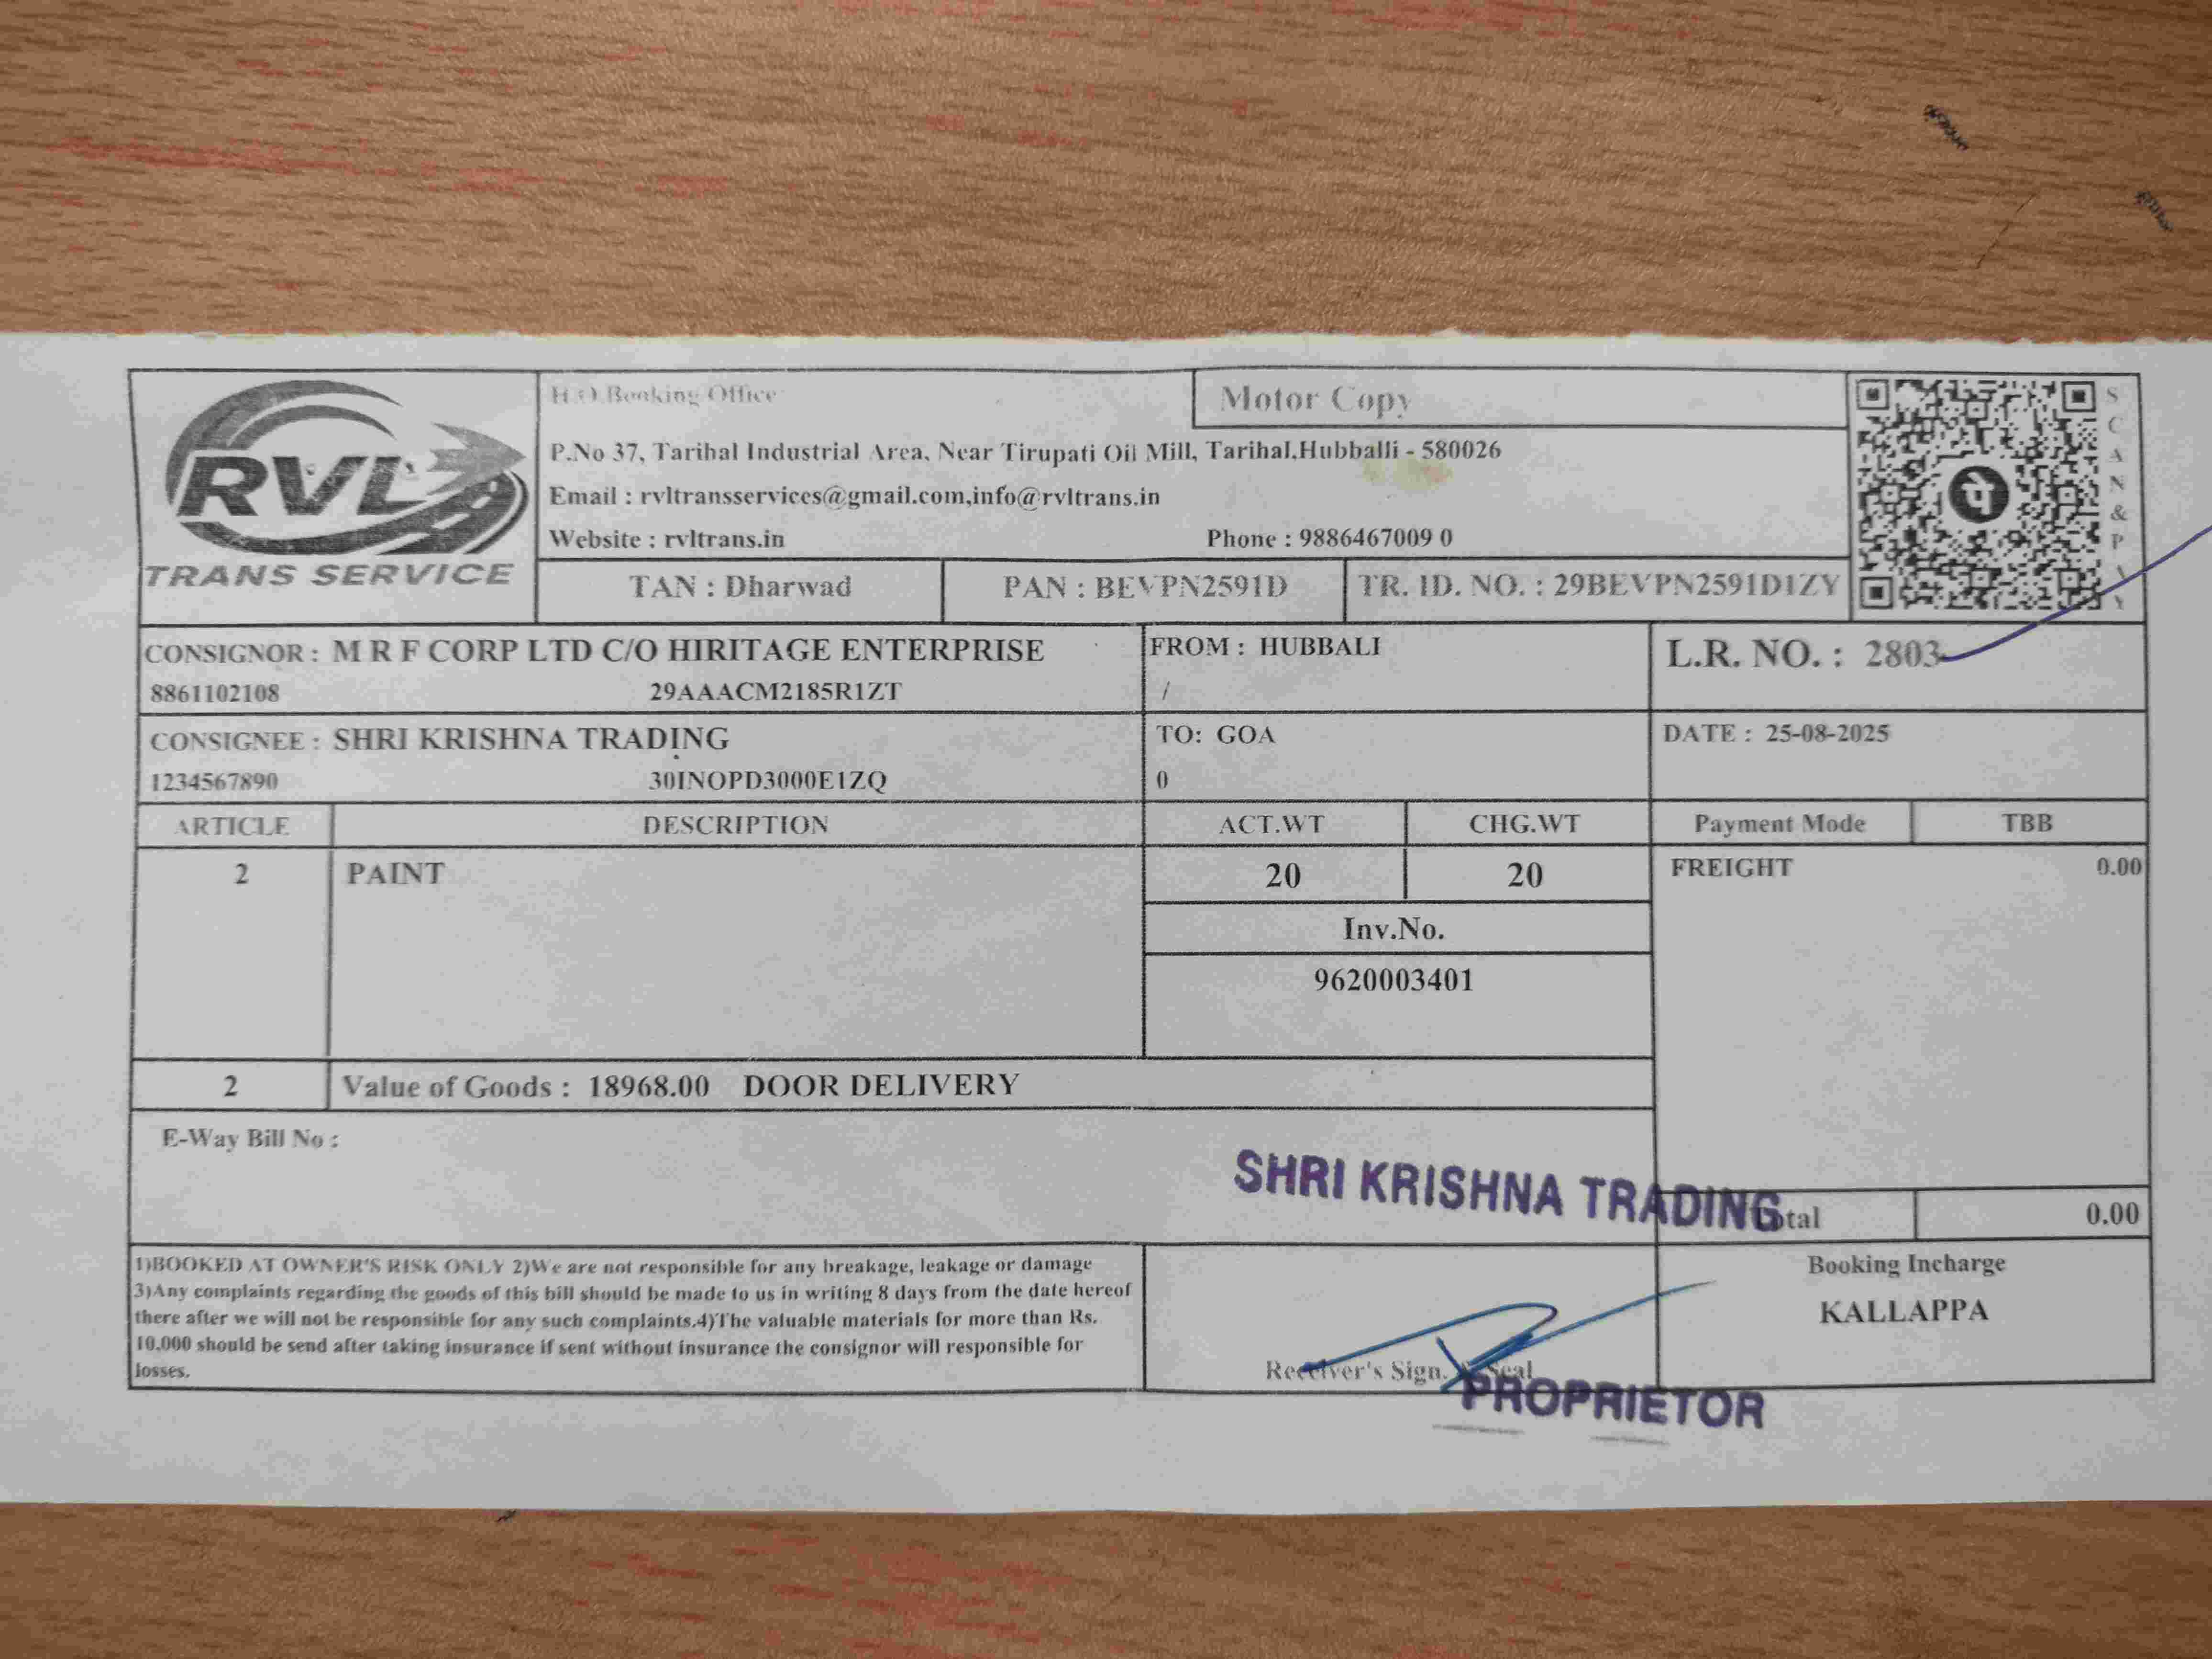 RVL
TRANS SERVICE
H.O Booking Office
Motor Copy
P.No 37, Tarihal Industrial Area, Near Tirupati Oil Mill, Tarihal,Hubballi - 580026
Email : rvltransservices@gmail.com,info@rvltrans.in
Website : rvltrans.in Phone : 9886467009 0
TAN : Dharwad PAN : BEVPN2591D TR. ID. NO. : 29BEVPN2591D1ZY
SCAN&PAY
पे
CONSIGNOR : M R F CORP LTD C/O HIRITAGE ENTERPRISE
8861102108 29AAACM2185R1ZT
FROM : HUBBALI
/
L.R. NO. : 2803
CONSIGNEE : SHRI KRISHNA TRADING
1234567890 30INOPD3000E1ZQ
TO: GOA
0
DATE : 25-08-2025
ARTICLE DESCRIPTION ACT.WT CHG.WT Payment Mode TBB
2 PAINT 20 20 FREIGHT 0.00
Inv.No.
9620003401
2 Value of Goods : 18968.00 DOOR DELIVERY
E-Way Bill No :
SHRI KRISHNA TRADING
Total 0.00
1)BOOKED AT OWNER'S RISK ONLY 2)We are not responsible for any breakage, leakage or damage
3)Any complaints regarding the goods of this bill should be made to us in writing 8 days from the date hereof
there after we will not be responsible for any such complaints.4)The valuable materials for more than Rs.
10,000 should be send after taking insurance if sent without insurance the consignor will responsible for
losses.
Receiver's Sign. & Seal
PROPRIETOR
Booking Incharge
KALLAPPA